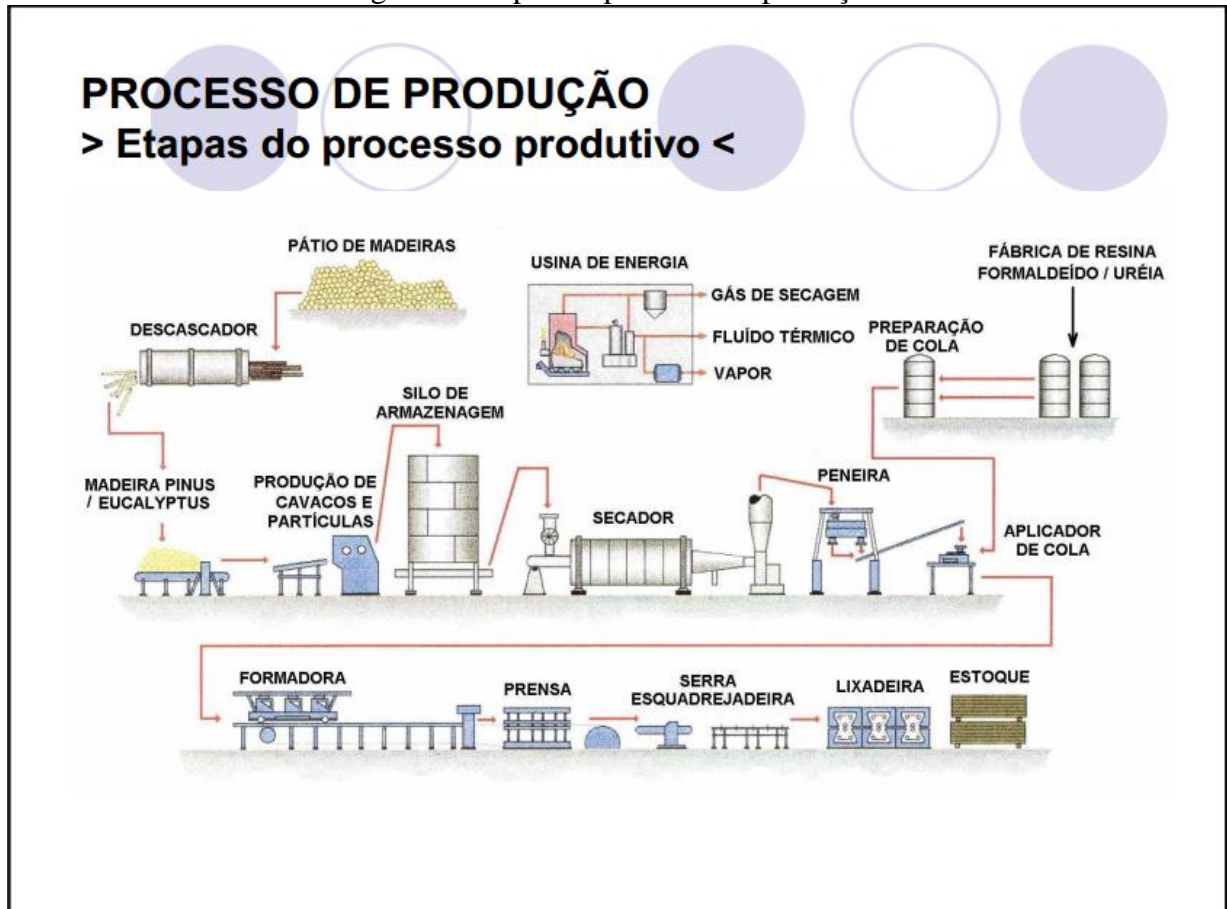 PROCESSO DE PRODUÇÃO
> Etapas do processo produtivo <
PÁTIO DE MADEIRAS
USINA DE ENERGIA
GÁS DE SECAGEM
FLUÍDO TÉRMICO
VAPOR
FÁBRICA DE RESINA
FORMALDEÍDO / URÉIA
PREPARAÇÃO
DE COLA
DESCASCADOR
SILO DE
ARMAZENAGEM
MADEIRA PINUS
/ EUCALYPTUS
PRODUÇÃO DE
CAVACOS E
PARTÍCULAS
SECADOR
PENEIRA
APLICADOR
DE COLA
FORMADORA
PRENSA
SERRA
ESQUADREJADEIRA
LIXADEIRA
ESTOQUE